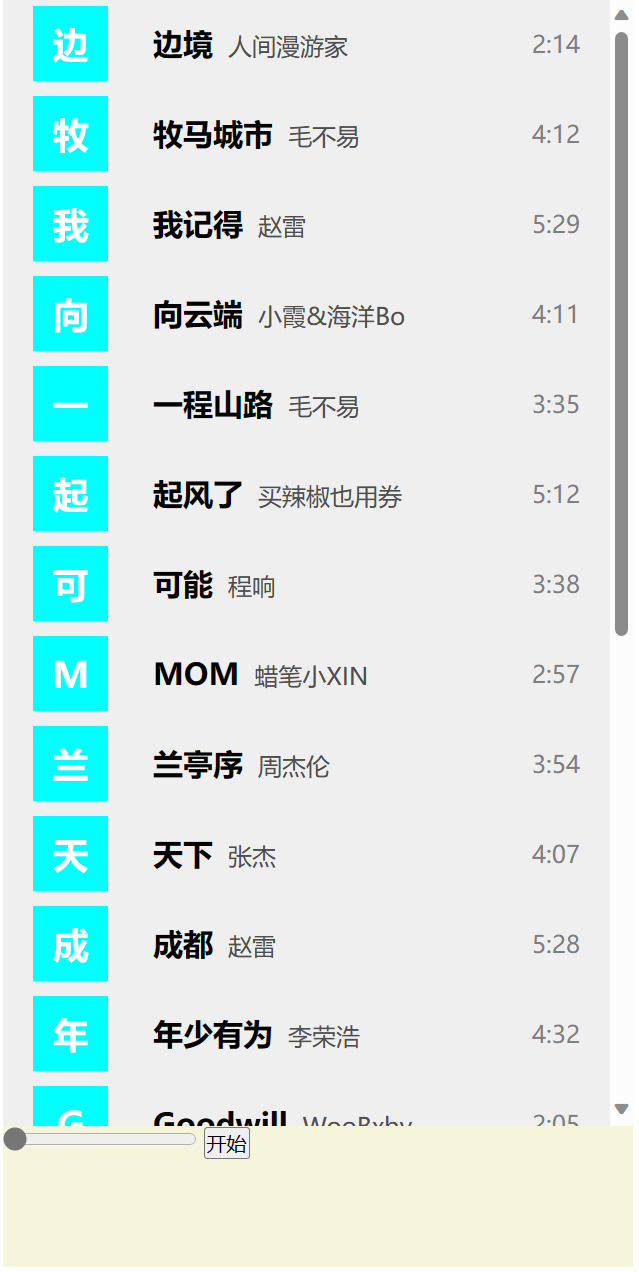 边 边境 人间漫游家 2:14
牧 牧马城市 毛不易 4:12
我 我记得 赵雷 5:29
向 向云端 小霞&海洋Bo 4:11
一 一程山路 毛不易 3:35
起 起风了 买辣椒也用券 5:12
可 可能 程响 3:38
M MOM 蜡笔小XIN 2:57
兰 兰亭序 周杰伦 3:54
天 天下 张杰 4:07
成 成都 赵雷 5:28
年 年少有为 李荣浩 4:32
G Goodwill WooRxby 2:05
开始